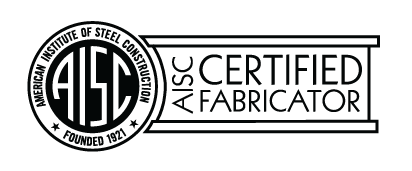 AMERICAN INSTITUTE OF STEEL CONSTRUCTION
AISC
★ FOUNDED 1921 ★
AISC
CERTIFIED
FABRICATOR